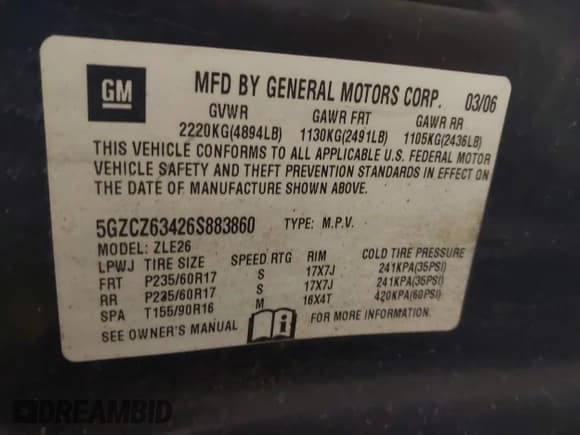 GM
MFD BY GENERAL MOTORS CORP. 03/06
GVWR GAWR FRT GAWR RR
2220KG(4894LB) 1130KG(2491LB) 1105KG(2436LB)
THIS VEHICLE CONFORMS TO ALL APPLICABLE U.S. FEDERAL MOTOR
VEHICLE SAFETY AND THEFT PREVENTION STANDARDS IN EFFECT ON
THE DATE OF MANUFACTURE SHOWN ABOVE.
5GZCZ63426S883860 TYPE: M.P.V.
MODEL: ZLE26
LPWJ TIRE SIZE SPEED RTG RIM COLD TIRE PRESSURE
FRT P235/60R17 S 17X7J 241KPA(35PSI)
RR P235/60R17 S 17X7J 241KPA(35PSI)
SPA T155/90R16 M 16X4T 420KPA(60PSI)
SEE OWNER'S MANUAL FOR MORE INFORMATION.
DREAMBID